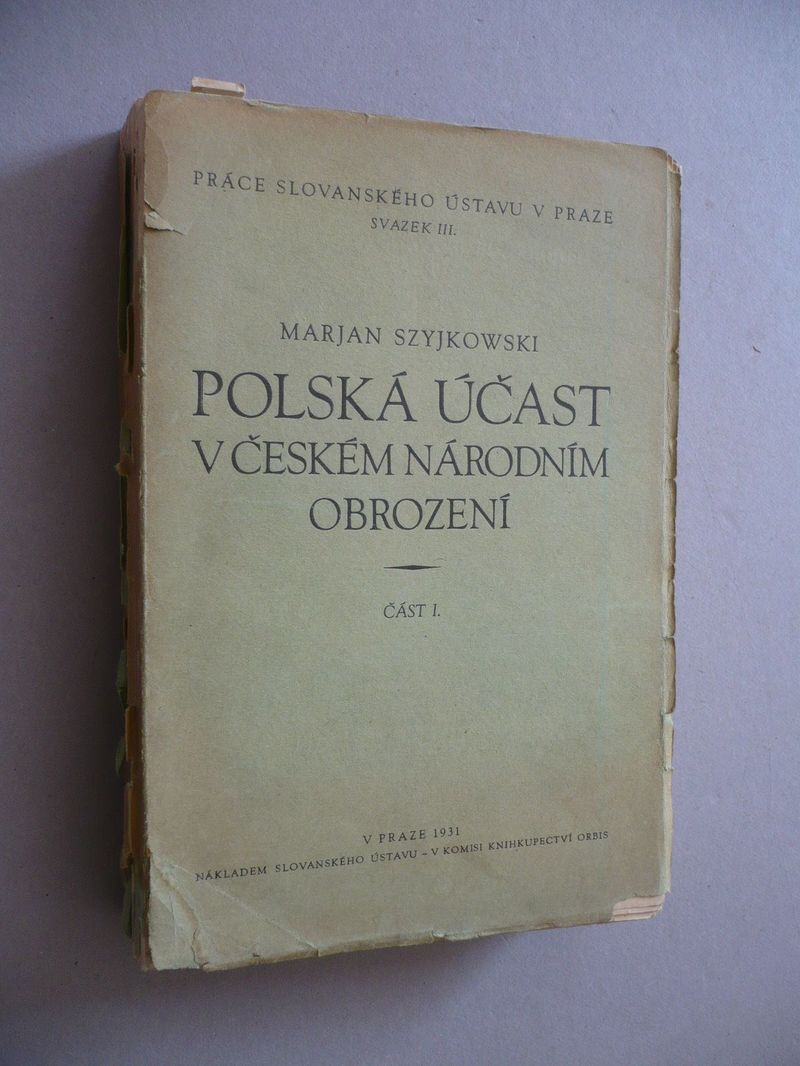 PRÁCE SLOVANSKÉHO ÚSTAVU V PRAZE
SVAZEK III.
MARJAN SZYJKOWSKI
POLSKÁ ÚČAST
V ČESKÉM NÁRODNÍM
OBROZENÍ
ČÁST I.
V PRAZE 1931
NÁKLADEM SLOVANSKÉHO ÚSTAVU – V KOMISI KNIHKUPECTVÍ ORBIS